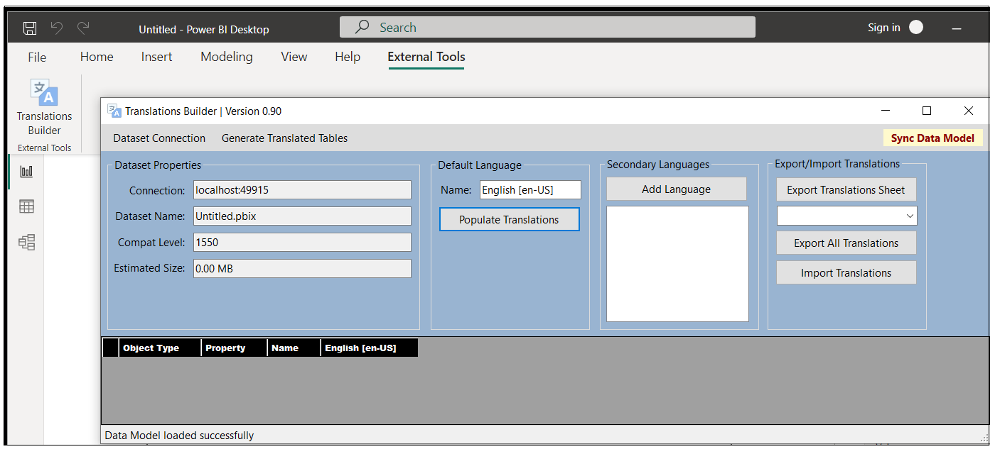 Untitled - Power BI Desktop
Search
Sign in
File Home Insert Modeling View Help External Tools
Translations
Builder
External Tools
Translations Builder | Version 0.90
Dataset Connection Generate Translated Tables
Sync Data Model
Dataset Properties
Connection: localhost:49915
Dataset Name: Untitled.pbix
Compat Level: 1550
Estimated Size: 0.00 MB
Default Language
Name: English [en-US]
Populate Translations
Secondary Languages
Add Language
Export/Import Translations
Export Translations Sheet
Export All Translations
Import Translations
Object Type Property Name English [en-US]
Data Model loaded successfully